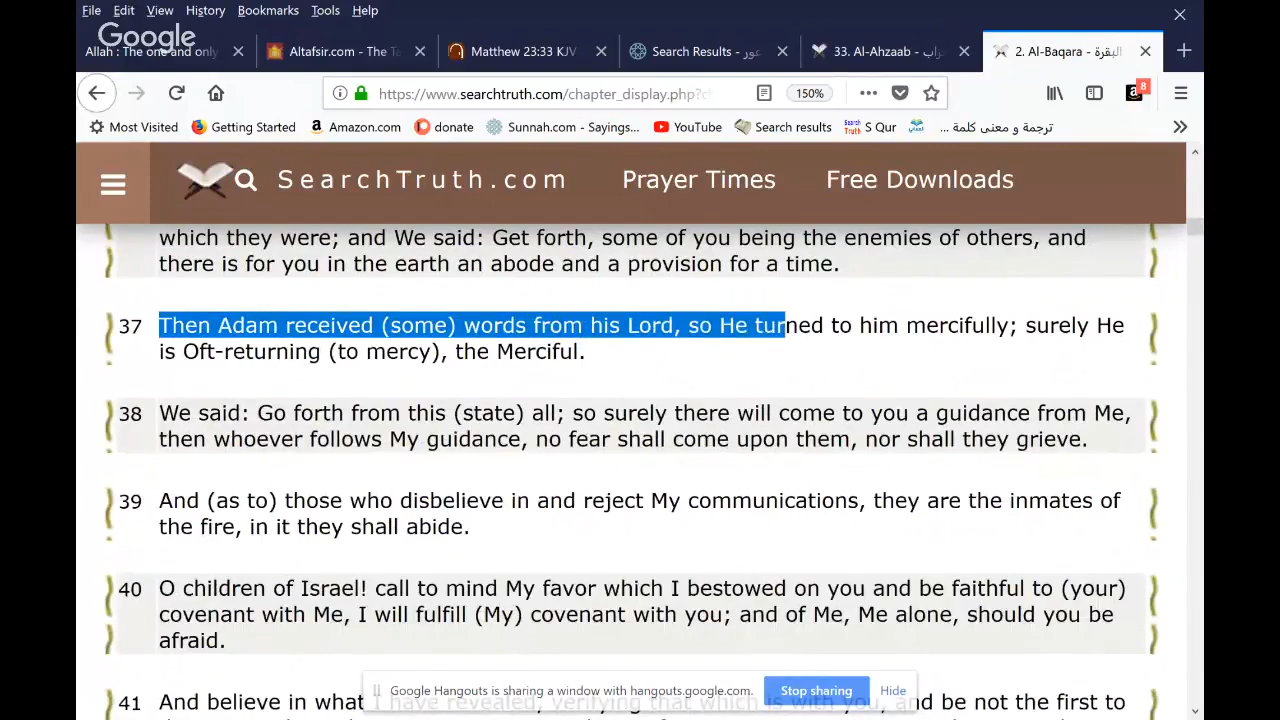 File Edit View History Bookmarks Tools Help
Google
Allah : The one and only
Altafsir.com - The Ta
Matthew 23:33 KJV
Search Results - عور
33. Al-Ahzaab - راب
2. Al-Baqara - البقرة
https://www.searchtruth.com/chapter_display.php?c
150%
8
Most Visited Getting Started Amazon.com donate Sunnah.com - Sayings,... YouTube Search results S Qur ترجمة و معنى كلمة ...
SearchTruth.com Prayer Times Free Downloads
which they were; and We said: Get forth, some of you being the enemies of others, and
there is for you in the earth an abode and a provision for a time.
37 Then Adam received (some) words from his Lord, so He turned to him mercifully; surely He
is Oft-returning (to mercy), the Merciful.
38 We said: Go forth from this (state) all; so surely there will come to you a guidance from Me,
then whoever follows My guidance, no fear shall come upon them, nor shall they grieve.
39 And (as to) those who disbelieve in and reject My communications, they are the inmates of
the fire, in it they shall abide.
40 O children of Israel! call to mind My favor which I bestowed on you and be faithful to (your)
covenant with Me, I will fulfill (My) covenant with you; and of Me, Me alone, should you be
afraid.
Google Hangouts is sharing a window with hangouts.google.com. Stop sharing Hide
41 And believe in what I have revealed, verifying that which is with you, and be not the first to